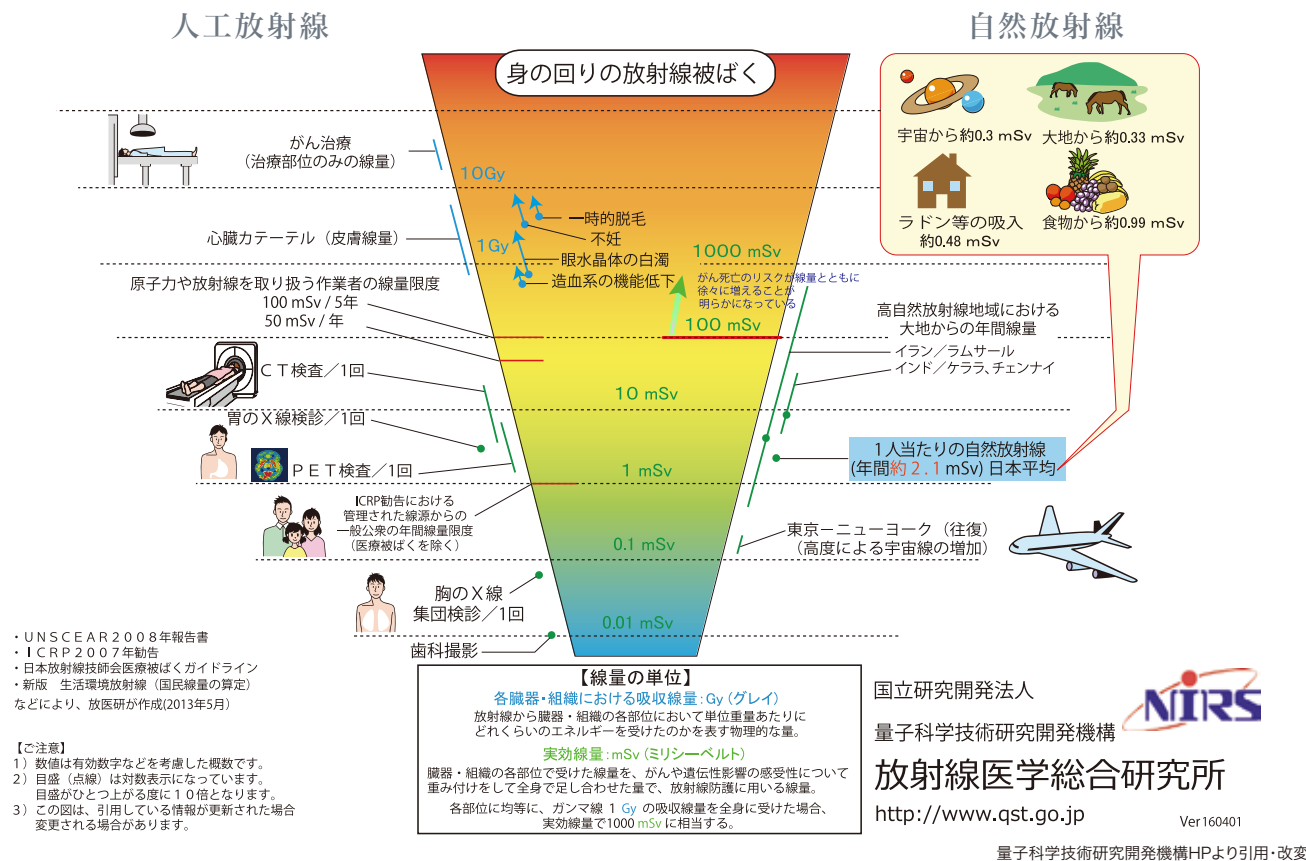 人工放射線
自然放射線
身の回りの放射線被ばく
がん治療
(治療部位のみの線量)
10Gy
心臓カテーテル（皮膚線量）
1Gy
一時的脱毛
不妊
眼水晶体の白濁
造血系の機能低下
1000 mSv
がん死亡のリスクが線量とともに
徐々に増えることが
明らかになっている
原子力や放射線を取り扱う作業者の線量限度
100 mSv / 5年
50 mSv / 年
100 mSv
ＣＴ検査／1回
10 mSv
胃のＸ線検診／1回
ＰＥＴ検査／1回
1 mSv
ICRP勧告における
管理された線源からの
一般公衆の年間線量限度
（医療被ばくを除く）
0.1 mSv
胸のＸ線
集団検診／1回
0.01 mSv
歯科撮影
宇宙から約0.3 mSv
大地から約0.33 mSv
ラドン等の吸入
約0.48 mSv
食物から約0.99 mSv
高自然放射線地域における
大地からの年間線量
イラン／ラムサール
インド／ケララ、チェンナイ
１人当たりの自然放射線
(年間約２.１mSv) 日本平均
東京－ニューヨーク（往復）
（高度による宇宙線の増加）
・ＵＮＳＣＥＡＲ２００８年報告書
・ＩＣＲＰ２００７年勧告
・日本放射線技師会医療被ばくガイドライン
・新版　生活環境放射線（国民線量の算定）
などにより、放医研が作成(2013年5月）
【ご注意】
１）数値は有効数字などを考慮した概数です。
２）目盛（点線）は対数表示になっています。
目盛がひとつ上がる度に１０倍となります。
３）この図は、引用している情報が更新された場合
変更される場合があります。
【線量の単位】
各臓器・組織における吸収線量：Gy（グレイ）
放射線から臓器・組織の各部位において単位重量あたりに
どれくらいのエネルギーを受けたのかを表す物理的な量。
実効線量：mSv（ミリシーベルト）
臓器・組織の各部位で受けた線量を、がんや遺伝性影響の感受性について
重み付けをして全身で足し合わせた量で、放射線防護に用いる線量。
各部位に均等に、ガンマ線 １ Gy の吸収線量を全身に受けた場合、
実効線量で1000 mSvに相当する。
国立研究開発法人
NIRS
量子科学技術研究開発機構
放射線医学総合研究所
http://www.qst.go.jp
Ver 160401
量子科学技術研究開発機構HPより引用・改変